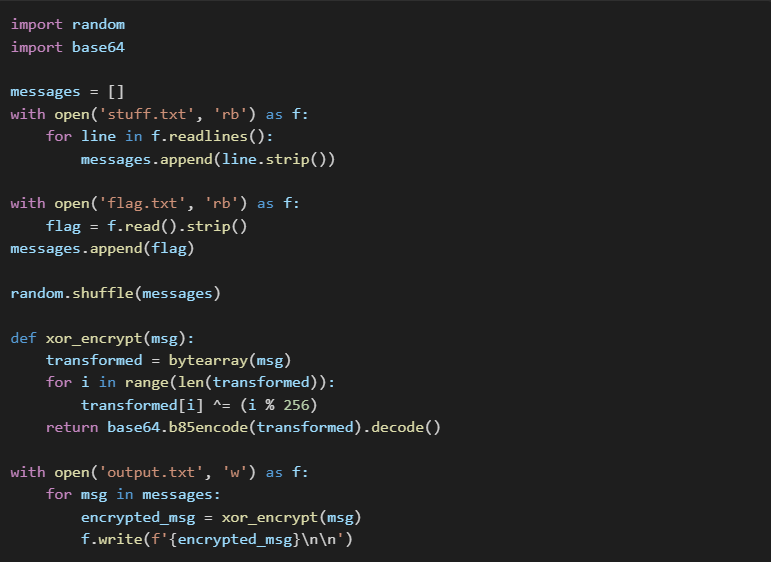 import random
import base64

messages = []
with open('stuff.txt', 'rb') as f:
    for line in f.readlines():
        messages.append(line.strip())

with open('flag.txt', 'rb') as f:
    flag = f.read().strip()
messages.append(flag)

random.shuffle(messages)

def xor_encrypt(msg):
    transformed = bytearray(msg)
    for i in range(len(transformed)):
        transformed[i] ^= (i % 256)
    return base64.b85encode(transformed).decode()

with open('output.txt', 'w') as f:
    for msg in messages:
        encrypted_msg = xor_encrypt(msg)
        f.write(f'{encrypted_msg}\n\n')